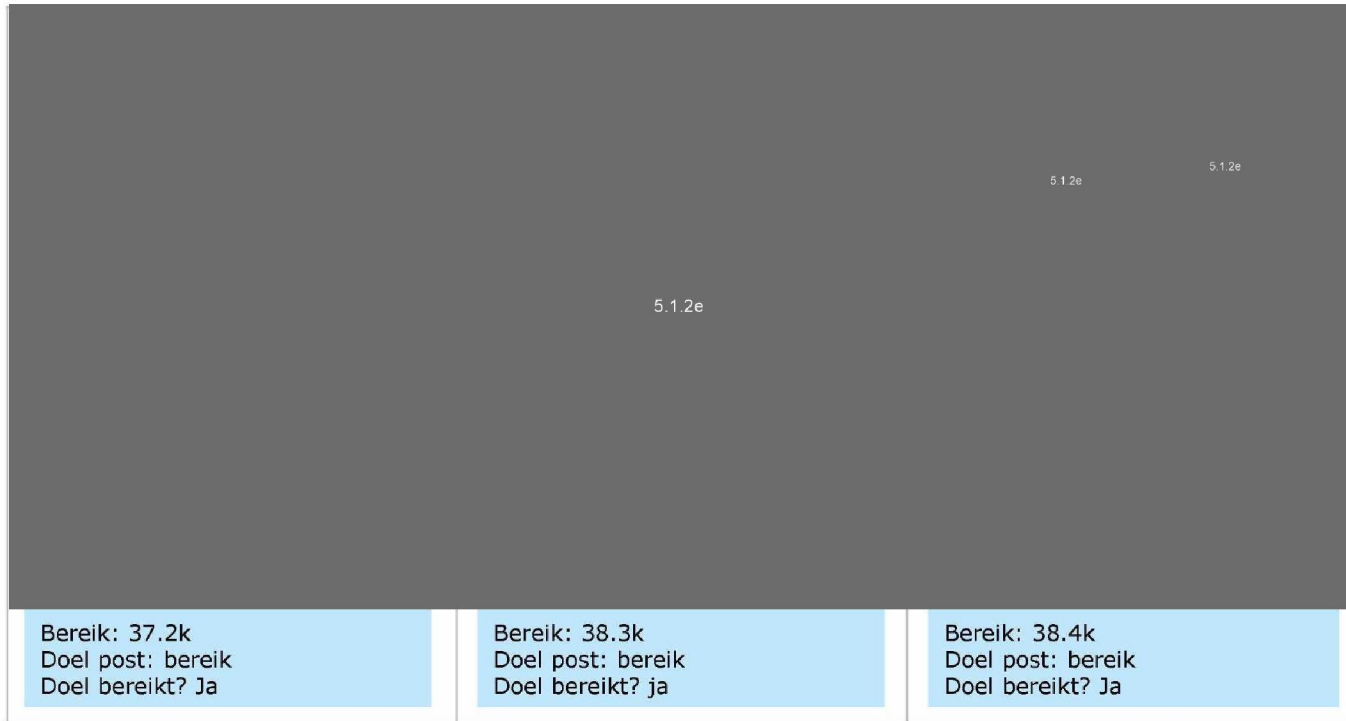 5.1.2e
5.1.2e
5.1.2e
Bereik: 37.2k
Doel post: bereik
Doel bereikt? Ja
Bereik: 38.3k
Doel post: bereik
Doel bereikt? ja
Bereik: 38.4k
Doel post: bereik
Doel bereikt? Ja